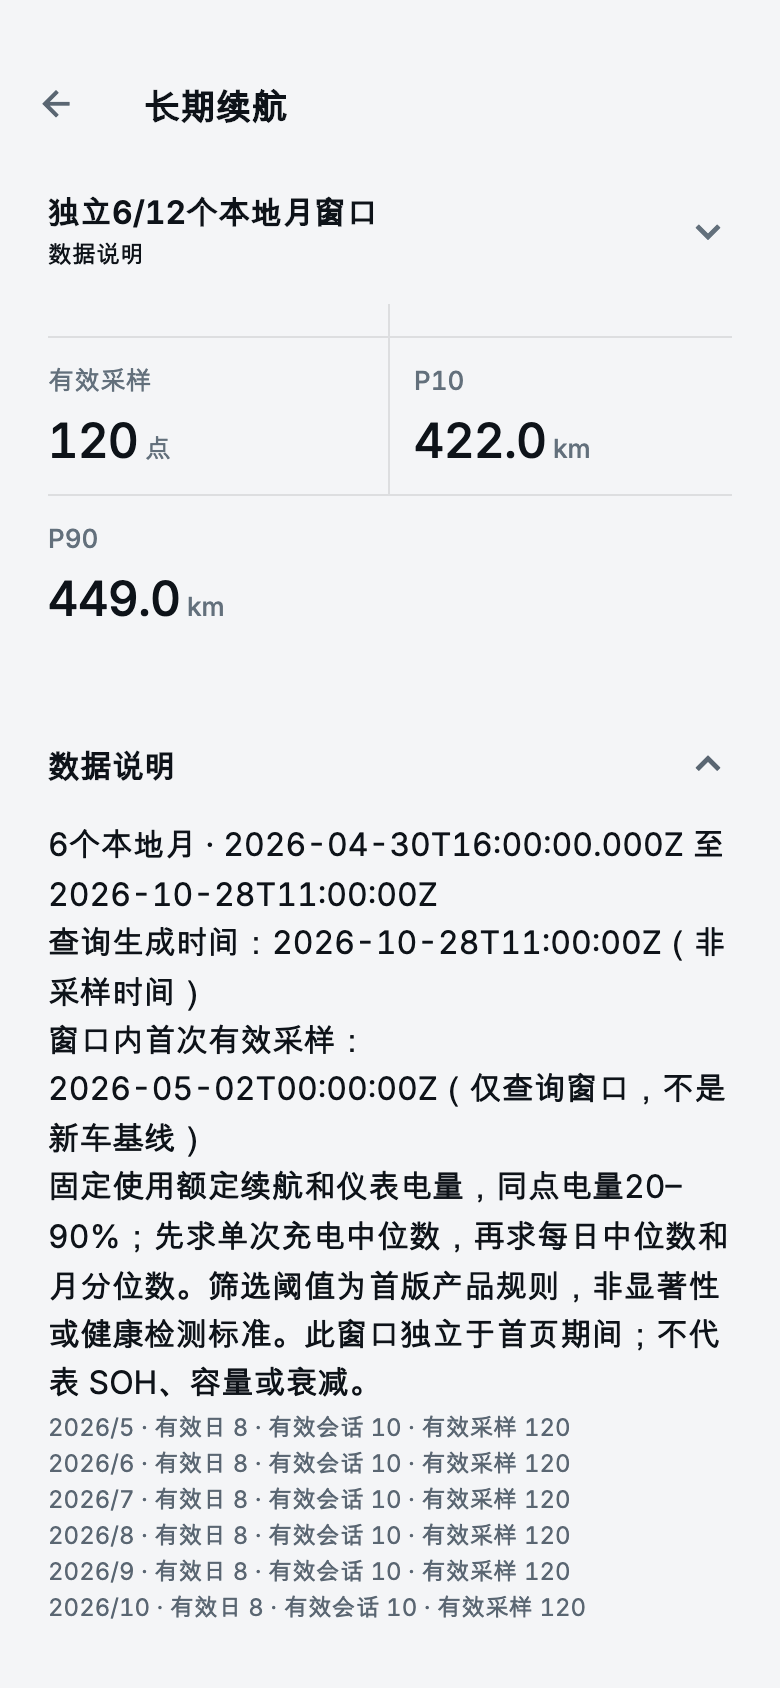 长期续航
独立6/12个本地月窗口
数据说明
有效采样
120 点
P10
422.0 km
P90
449.0 km
数据说明
6个本地月 · 2026-04-30T16:00:00.000Z 至
2026-10-28T11:00:00Z
查询生成时间：2026-10-28T11:00:00Z（非
采样时间）
窗口内首次有效采样：
2026-05-02T00:00:00Z（仅查询窗口，不是
新车基线）
固定使用额定续航和仪表电量，同点电量20–
90%；先求单次充电中位数，再求每日中位数和
月分位数。筛选阈值为首版产品规则，非显著性
或健康检测标准。此窗口独立于首页期间；不代
表 SOH、容量或衰减。
2026/5 · 有效日 8 · 有效会话 10 · 有效采样 120
2026/6 · 有效日 8 · 有效会话 10 · 有效采样 120
2026/7 · 有效日 8 · 有效会话 10 · 有效采样 120
2026/8 · 有效日 8 · 有效会话 10 · 有效采样 120
2026/9 · 有效日 8 · 有效会话 10 · 有效采样 120
2026/10 · 有效日 8 · 有效会话 10 · 有效采样 120